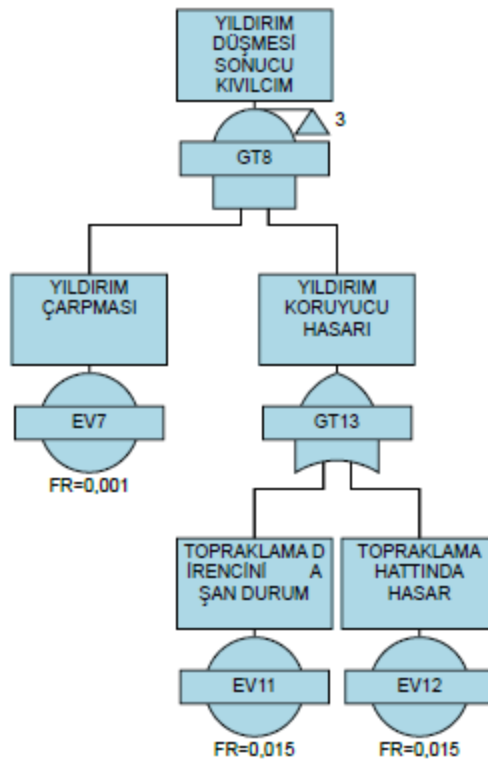 YILDIRIM
DÜŞMESİ
SONUCU
KIVILCIM
3
GT8
YILDIRIM
ÇARPMASI
YILDIRIM
KORUYUCU
HASARI
EV7
GT13
FR=0,001
TOPRAKLAMA D
İRENCİNİ A
ŞAN DURUM
TOPRAKLAMA
HATTINDA
HASAR
EV11
EV12
FR=0,015
FR=0,015